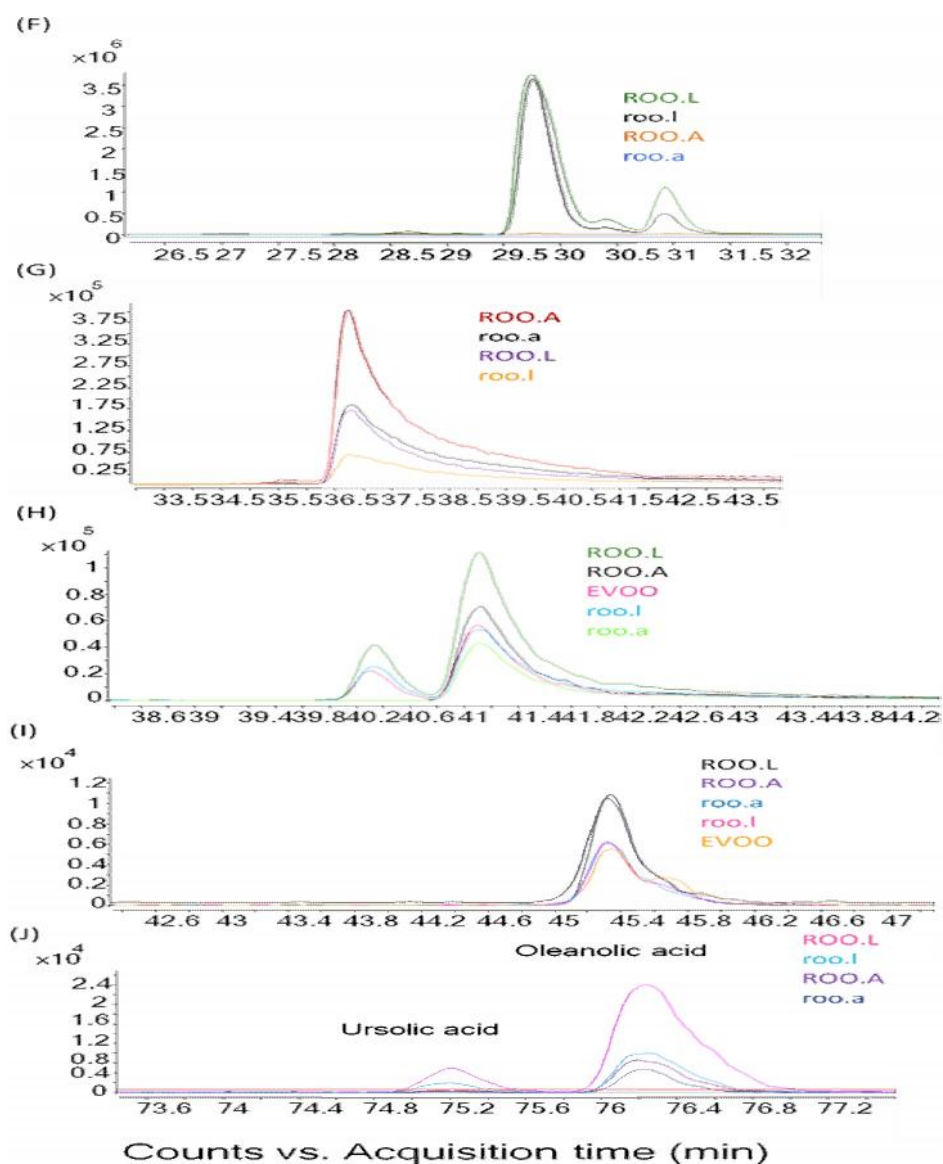 (F)
×10 6
3.5
3
2.5
2
1.5
1
0.5
0
ROO.L
roo.l
ROO.A
roo.a
26.5 27 27.5 28 28.5 29 29.5 30 30.5 31 31.5 32
(G)
×10 5
3.75
3.25
2.75
2.25
1.75
1.25
0.75
0.25
ROO.A
roo.a
ROO.L
roo.l
33.5 34.5 35.5 36.5 37.5 38.5 39.5 40.5 41.5 42.5 43.5
(H)
×10 5
1
0.8
0.6
0.4
0.2
0
ROO.L
ROO.A
EVOO
roo.l
roo.a
38.6 39 39.4 39.8 40.2 40.6 41 41.4 41.8 42.2 42.6 43 43.4 43.8 44.2
(I)
×10 4
1.2
1
0.8
0.6
0.4
0.2
0
ROO.L
ROO.A
roo.a
roo.l
EVOO
42.6 43 43.4 43.8 44.2 44.6 45 45.4 45.8 46.2 46.6 47
(J)
×10 4
2.4
2
1.6
1.2
0.8
0.4
0
Oleanolic acid
Ursolic acid
ROO.L
roo.l
ROO.A
roo.a
73.6 74 74.4 74.8 75.2 75.6 76 76.4 76.8 77.2
Counts vs. Acquisition time (min)